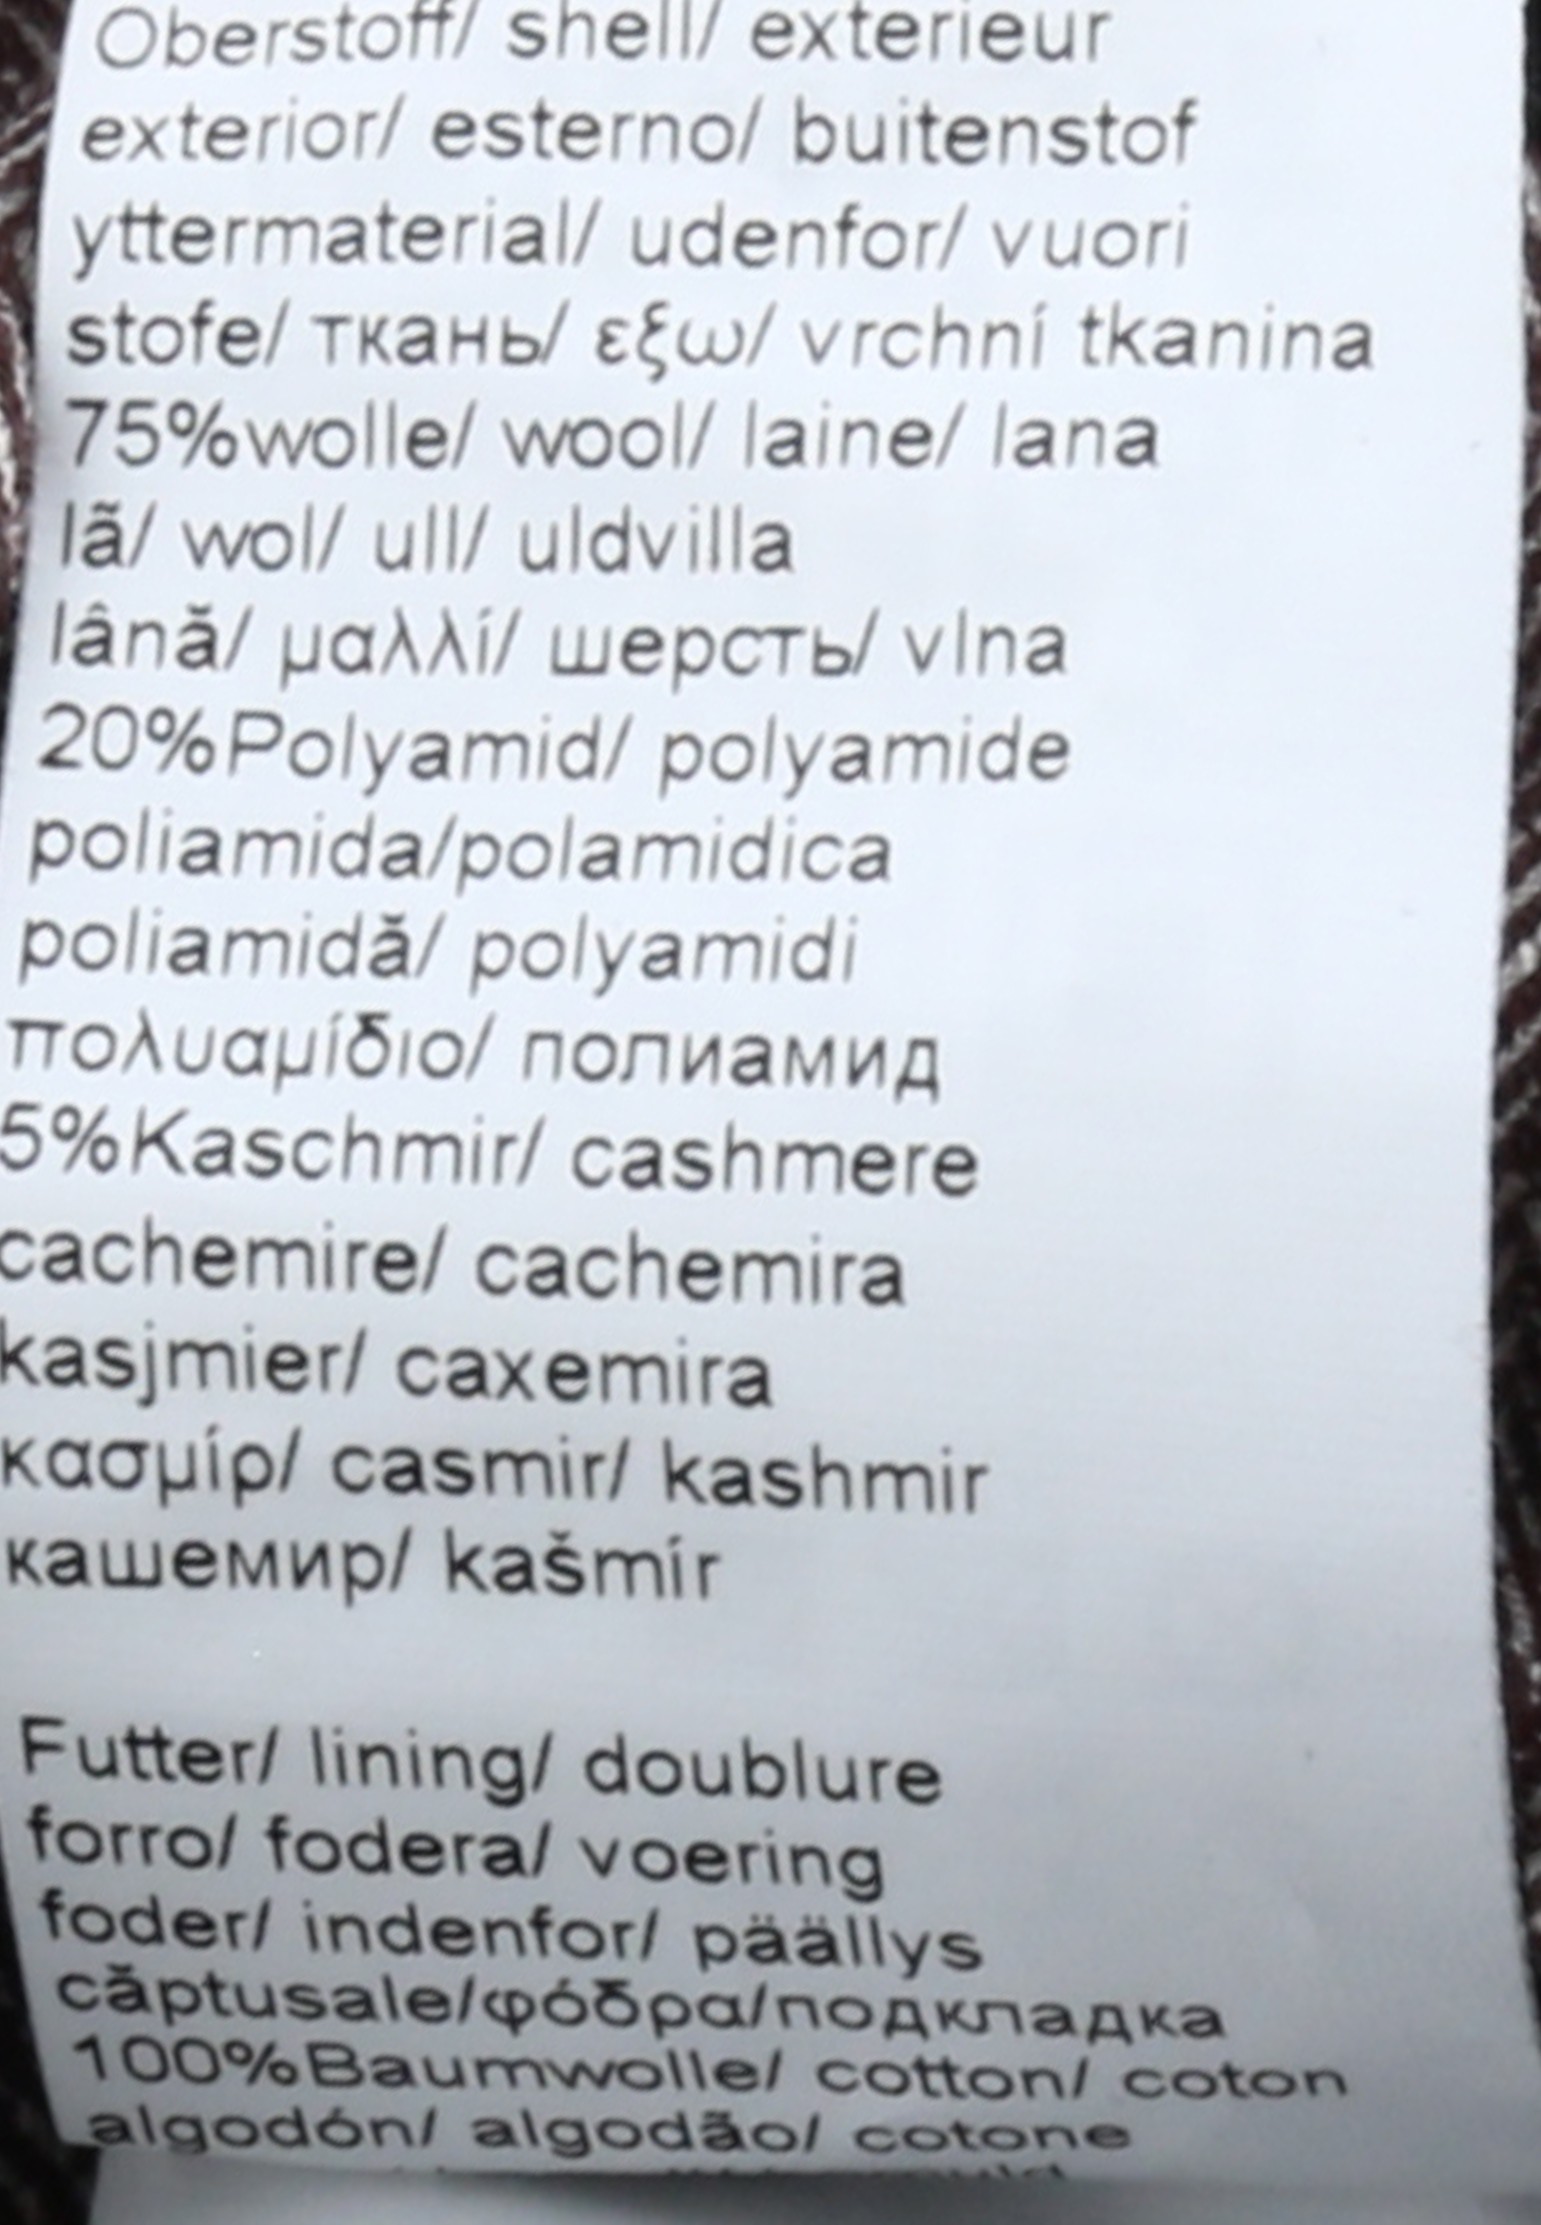 Oberstoff/ shell/ exterieur
exterior/ esterno/ buitenstof
yttermaterial/ udenfor/ vuori
stofe/ ткань/ εξω/ vrchní tkanina
75%wolle/ wool/ laine/ lana
lã/ wol/ ull/ uldvilla
lână/ μαλλί/ шерсть/ vlna
20%Polyamid/ polyamide
poliamida/polamidica
poliamidă/ polyamidi
πολυαμίδιο/ полиамид
5%Kaschmir/ cashmere
cachemire/ cachemira
kasjmier/ caxemira
κασμίρ/ casmir/ kashmir
кашемир/ kašmír
Futter/ lining/ doublure
forro/ fodera/ voering
foder/ indenfor/ päällys
căptusale/φόδρα/подкладка
100%Baumwolle/ cotton/ coton
algodón/ algodão/ cotone